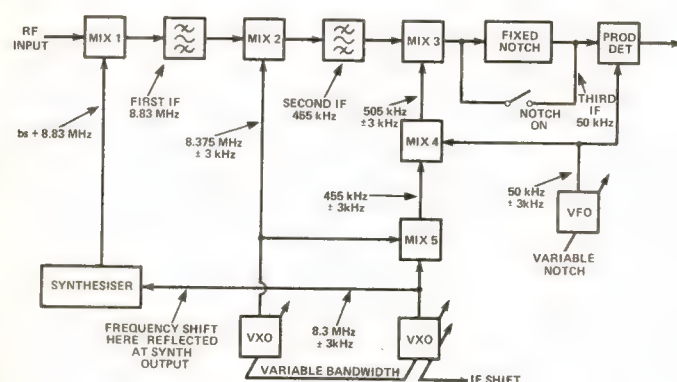 RF
INPUT
MIX 1
MIX 2
MIX 3
FIXED
NOTCH
PROD
DET
FIRST IF
8.83 MHz
SECOND IF
455 kHz
505 kHz
±3 kHz
NOTCH
ON
THIRD
IF
50 kHz
bs + 8.83 MHz
8.375 MHz
± 3 kHz
MIX 4
455 kHz
± 3kHz
50 kHz
± 3kHz
VFO
MIX 5
VARIABLE
NOTCH
SYNTHESISER
FREQUENCY SHIFT
HERE REFLECTED
AT SYNTH
OUTPUT
8.3 MHz
± 3kHz
VXO
VXO
VARIABLE BANDWIDTH
IF SHIFT